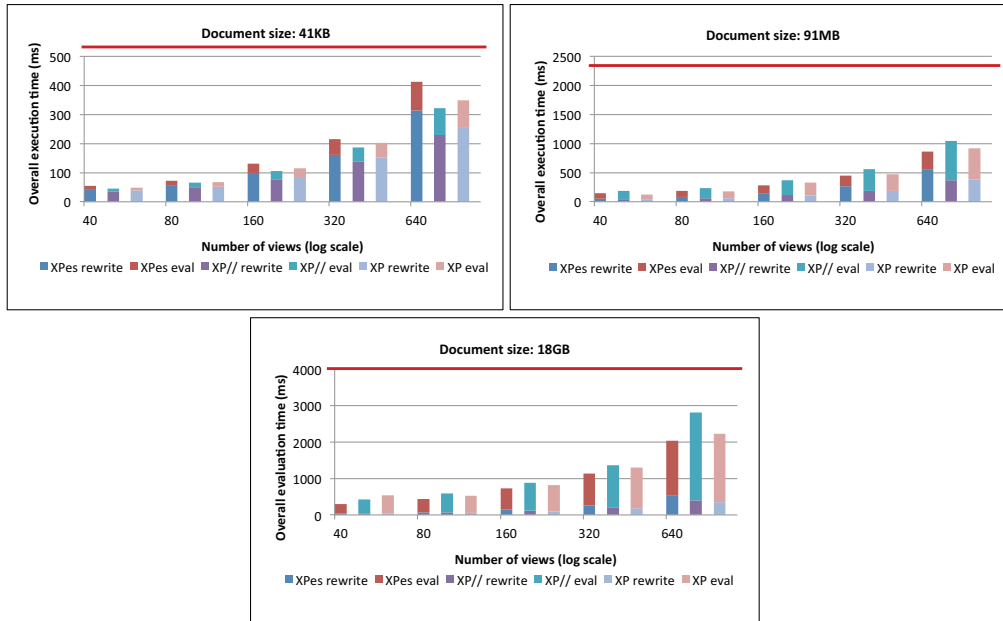 Document size: 41KB
Overall execution time (ms)
500
400
300
200
100
0
40 80 160 320 640
Number of views (log scale)
XPes rewrite XPes eval XP// rewrite XP// eval XP rewrite XP eval
Document size: 91MB
Overall execution time (ms)
2500
2000
1500
1000
500
0
40 80 160 320 640
Number of views (log scale)
XPes rewrite XPes eval XP// rewrite XP// eval XP rewrite XP eval
Document size: 18GB
Overall evaluation time (ms)
4000
3000
2000
1000
0
40 80 160 320 640
Number of views (log scale)
XPes rewrite XPes eval XP// rewrite XP// eval XP rewrite XP eval